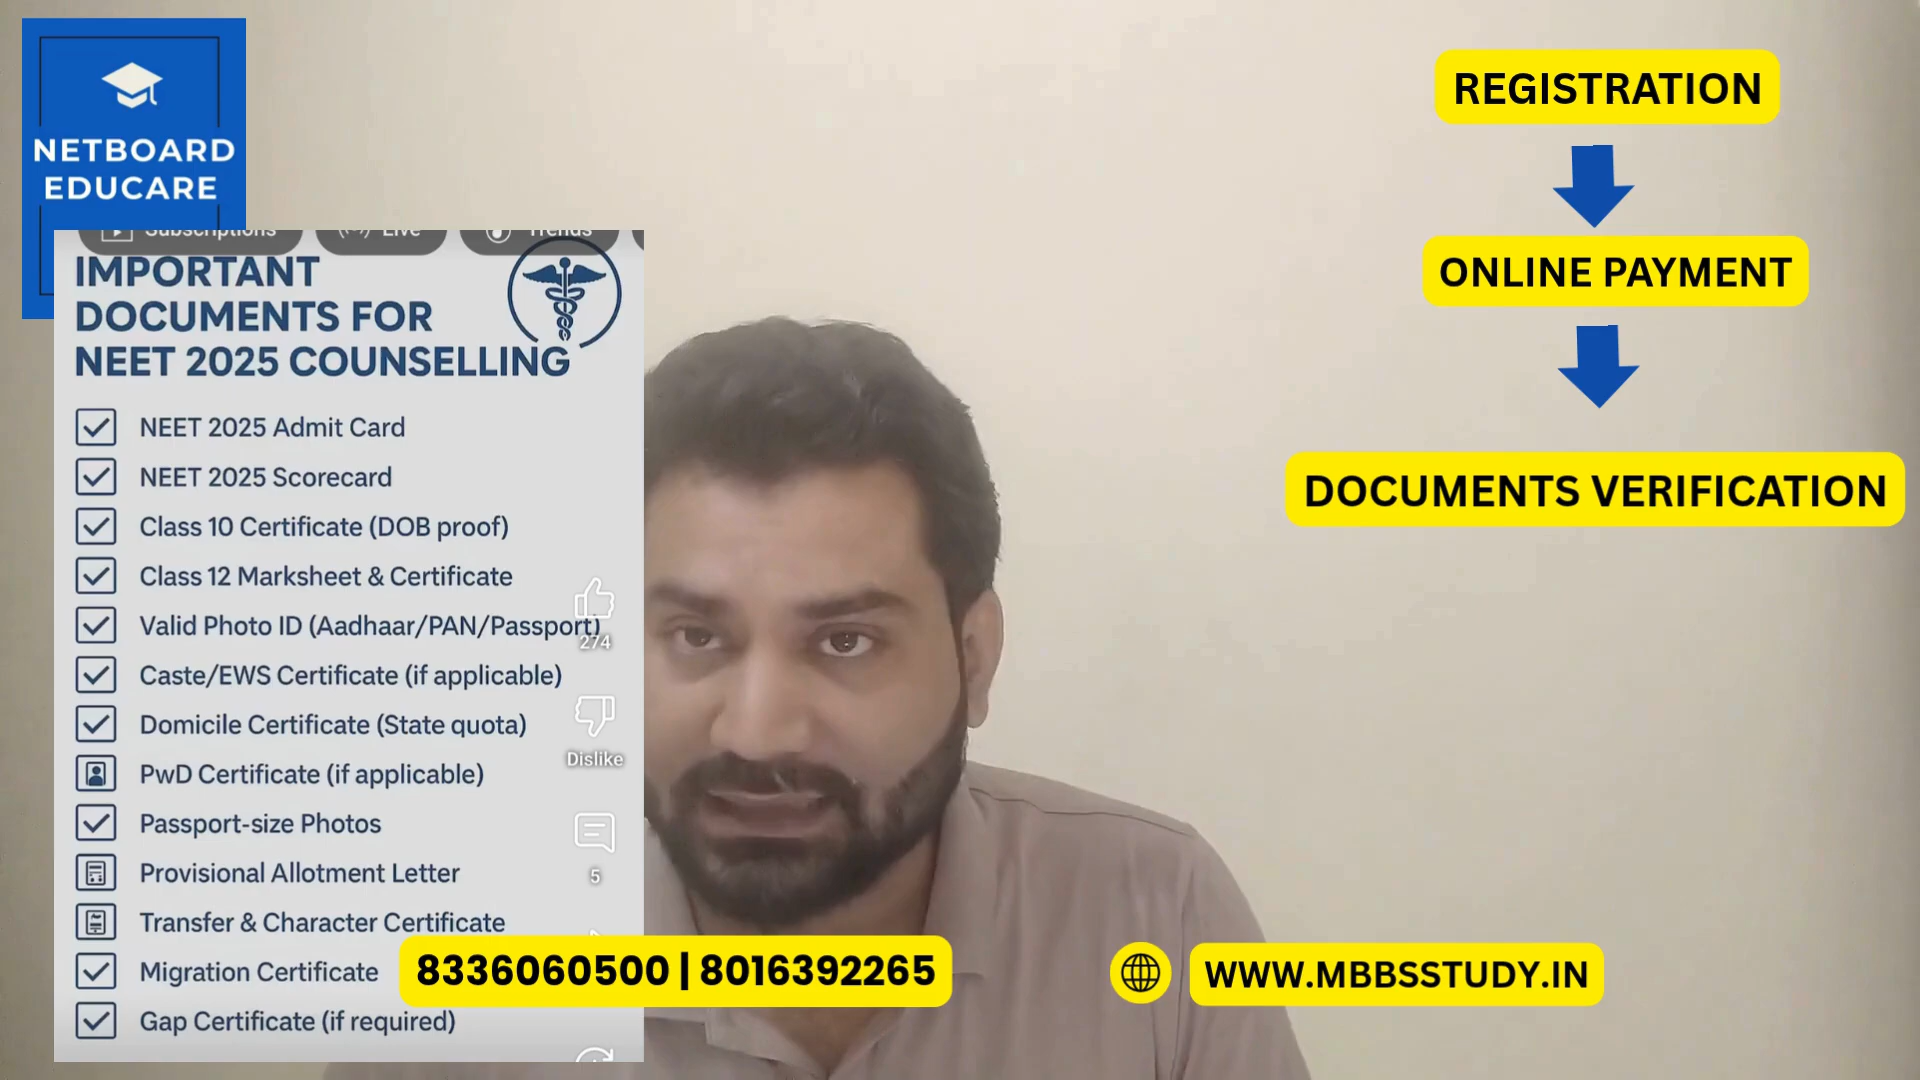 NETBOARD
EDUCARE
Subscriptions
Live
Trends
IMPORTANT
DOCUMENTS FOR
NEET 2025 COUNSELLING
NEET 2025 Admit Card
NEET 2025 Scorecard
Class 10 Certificate (DOB proof)
Class 12 Marksheet & Certificate
Valid Photo ID (Aadhaar/PAN/Passport)
274
Caste/EWS Certificate (if applicable)
Domicile Certificate (State quota)
Dislike
PwD Certificate (if applicable)
Passport-size Photos
Provisional Allotment Letter
5
Transfer & Character Certificate
Migration Certificate
Gap Certificate (if required)
REGISTRATION
ONLINE PAYMENT
DOCUMENTS VERIFICATION
8336060500 | 8016392265
WWW.MBBSSTUDY.IN